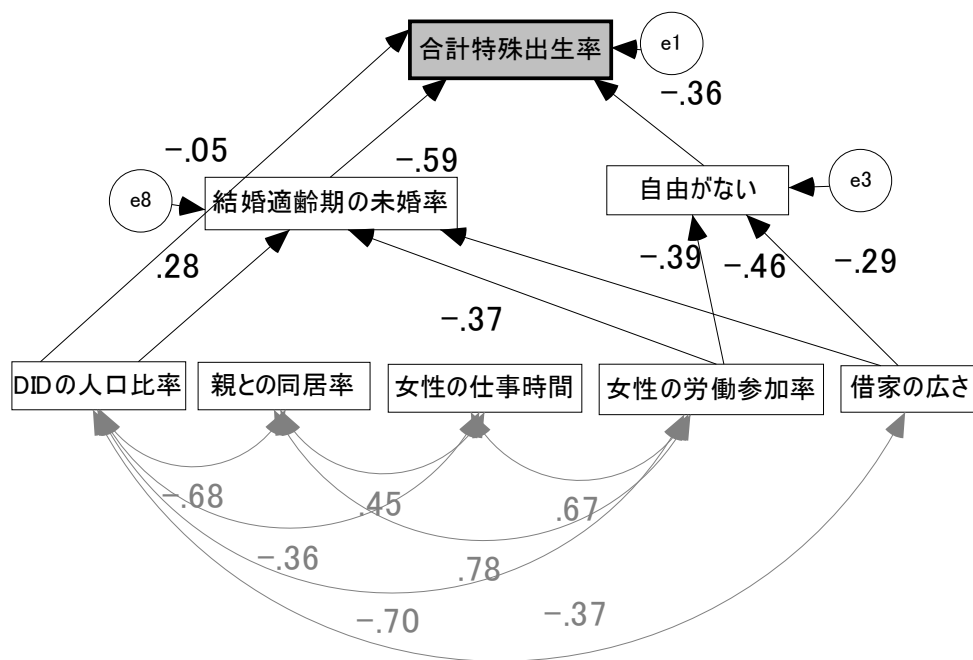 合計特殊出生率
e1
-.36
-.05
-.59
e8
結婚適齢期の未婚率
自由がない
e3
.28
-.39
-.46
-.29
-.37
DIDの人口比率
親との同居率
女性の仕事時間
女性の労働参加率
借家の広さ
-.68
.45
.67
-.36
.78
-.70
-.37